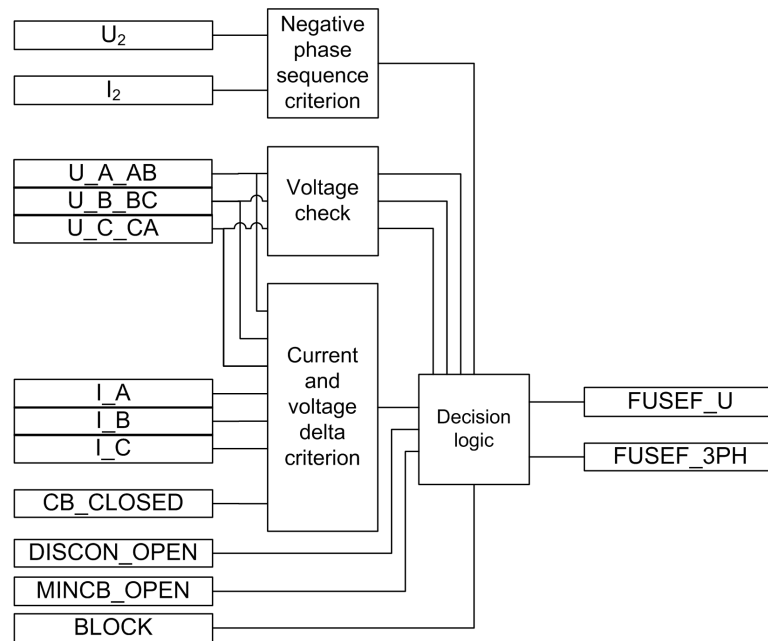 U₂
I₂
Negative
phase
sequence
criterion
U_A_AB
U_B_BC
U_C_CA
Voltage
check
I_A
I_B
I_C
CB_CLOSED
Current
and
voltage
delta
criterion
DISCON_OPEN
MINCB_OPEN
BLOCK
Decision
logic
FUSEF_U
FUSEF_3PH